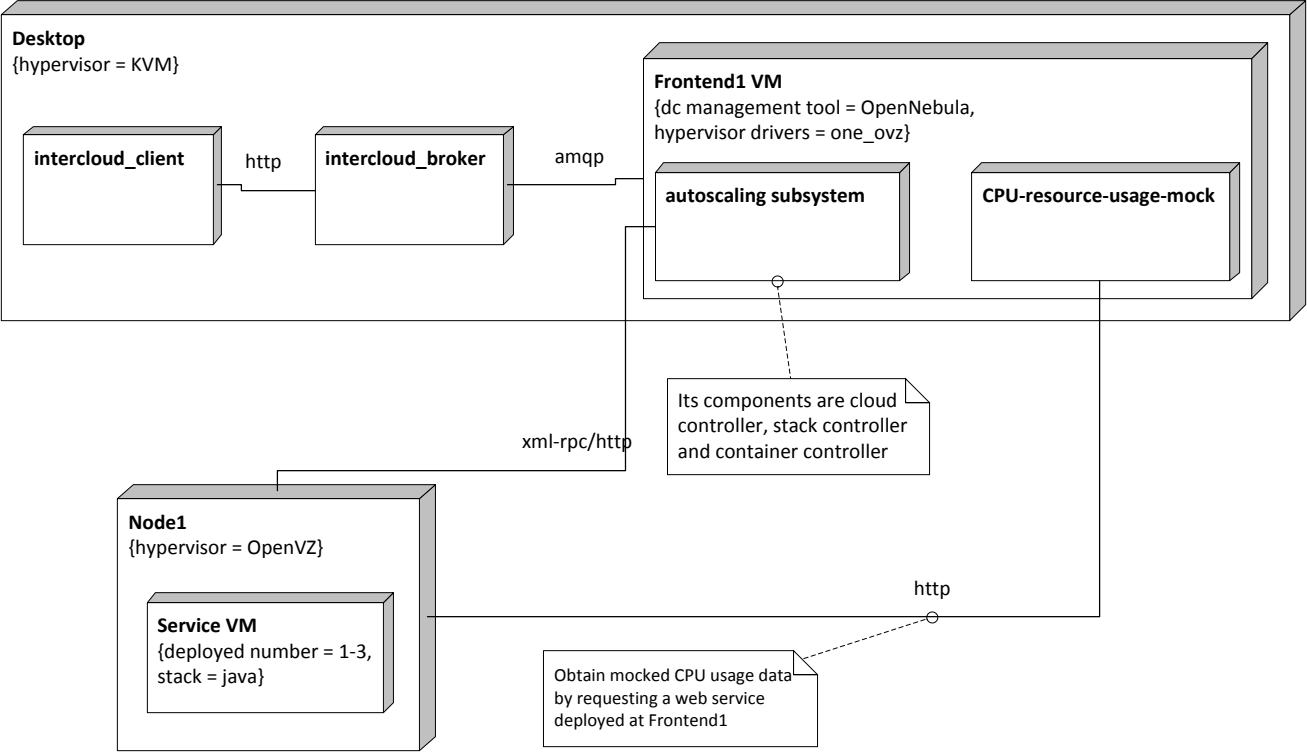 Desktop
{hypervisor = KVM}
Frontend1 VM
{dc management tool = OpenNebula,
hypervisor drivers = one_ovz}
intercloud_client
http
intercloud_broker
amqp
autoscaling subsystem
CPU-resource-usage-mock
Its components are cloud
controller, stack controller
and container controller
xml-rpc/http
Node1
{hypervisor = OpenVZ}
Service VM
{deployed number = 1-3,
stack = java}
http
Obtain mocked CPU usage data
by requesting a web service
deployed at Frontend1